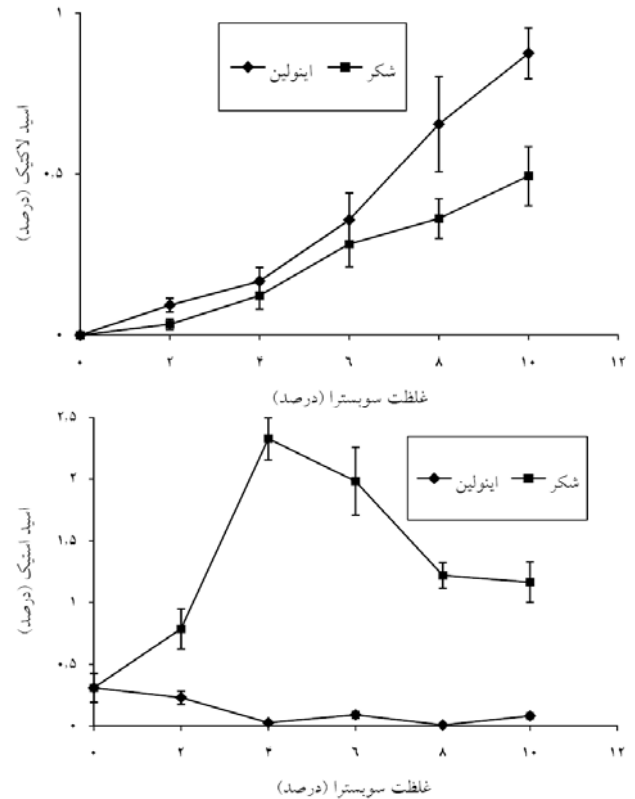 ۱
اینولین شکر
اسید لاکتیک (درصد)
۰.۵
۰
۰ ۲ ۴ ۶ ۸ ۱۰ ۱۲
غلظت سوبسترا (درصد)
۲.۵
اینولین شکر
۲
اسید استیک (درصد)
۱.۵
۱
۰.۵
۰
۰ ۲ ۴ ۶ ۸ ۱۰ ۱۲
غلظت سوبسترا (درصد)